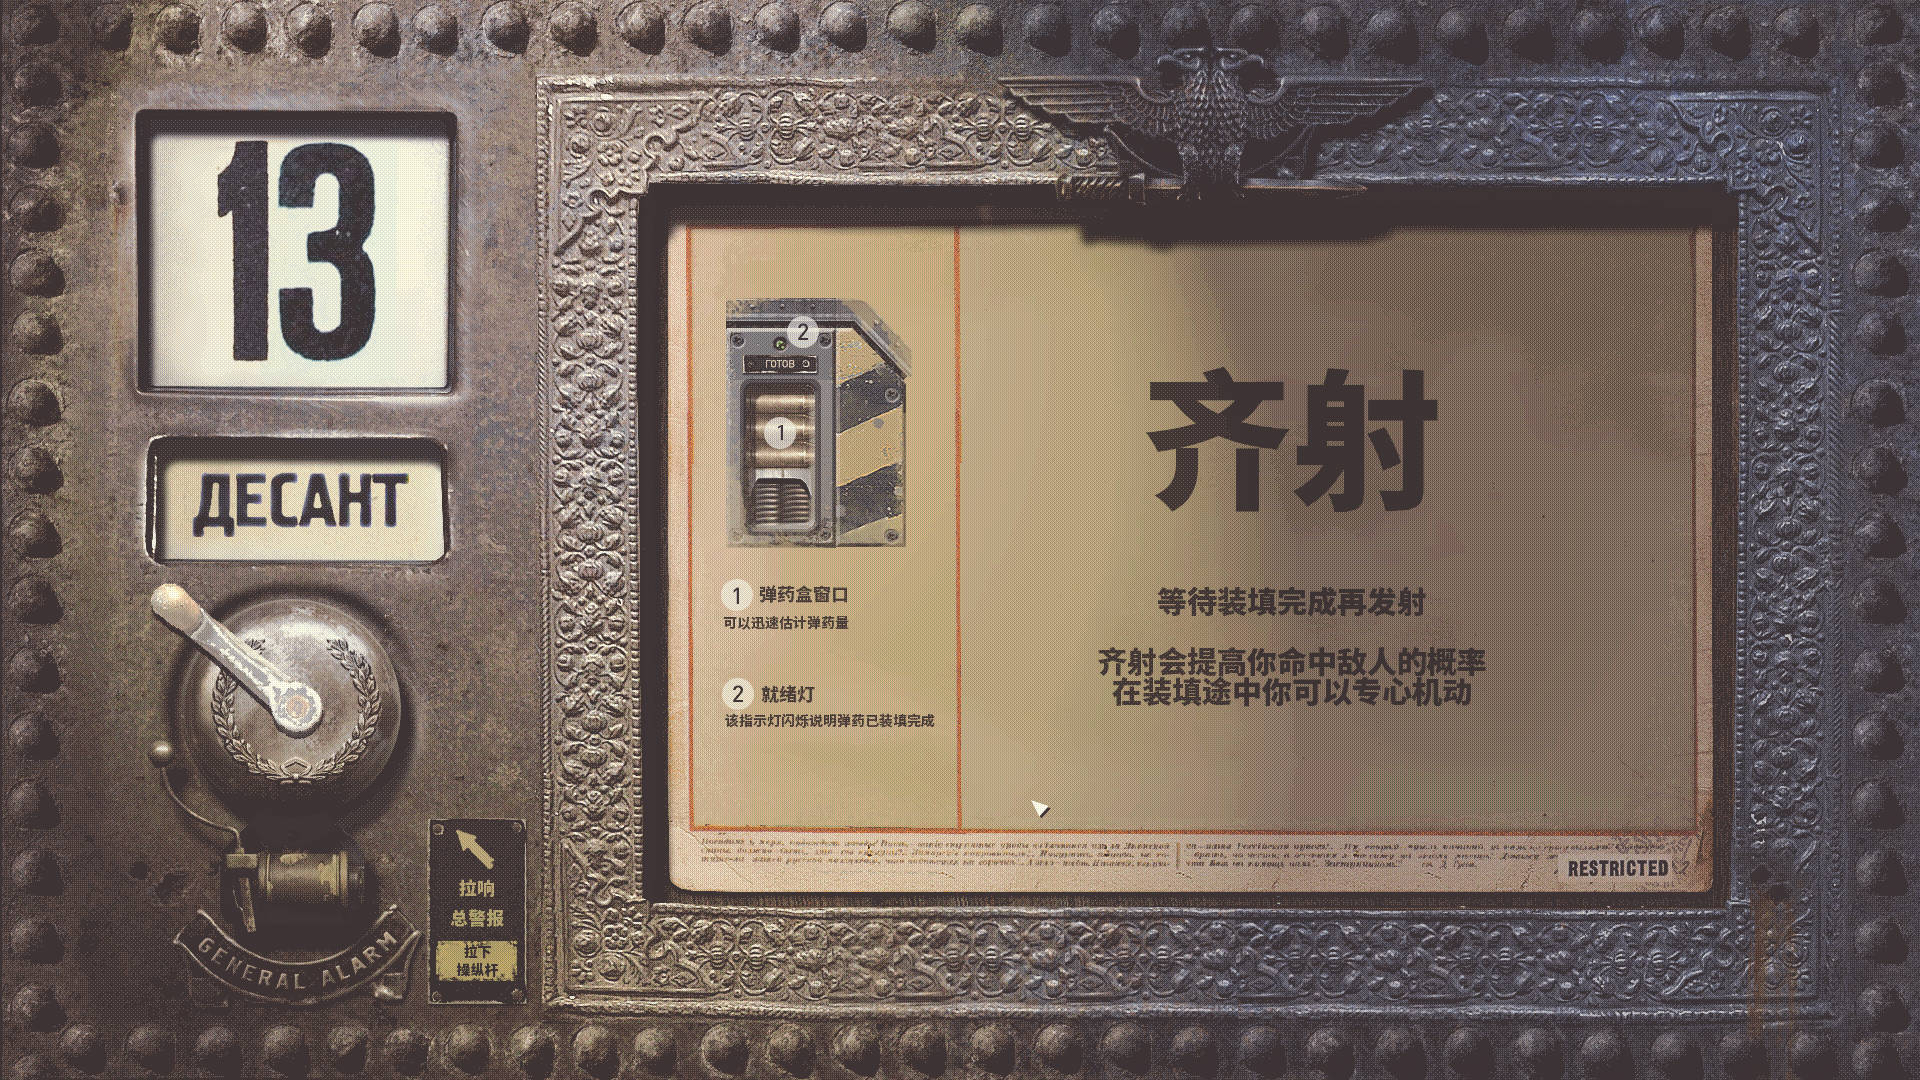 13
ДЕСАНТ
GENERAL ALARM
拉响
总警报
拉下
操纵杆
2
ГОТОВ
1
1 弹药盒窗口
可以迅速估计弹药量
2 就绪灯
该指示灯闪烁说明弹药已装填完成
齐射
等待装填完成再发射
齐射会提高你命中敌人的概率
在装填途中你可以专心机动
RESTRICTED